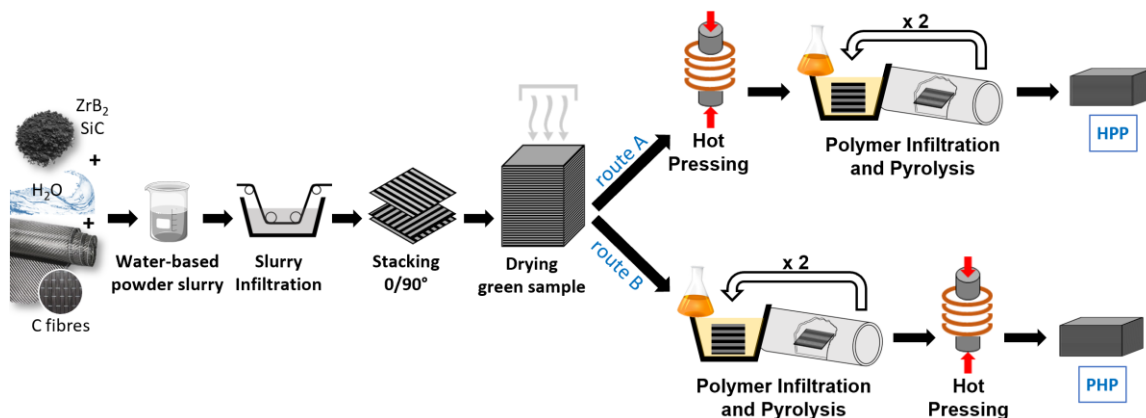 ZrB₂
SiC
+
H₂O
+
C fibres
Water-based
powder slurry
Slurry
Infiltration
Stacking
0/90°
Drying
green sample
route A
Hot
Pressing
x 2
Polymer Infiltration
and Pyrolysis
HPP
route B
x 2
Polymer Infiltration
and Pyrolysis
Hot
Pressing
PHP